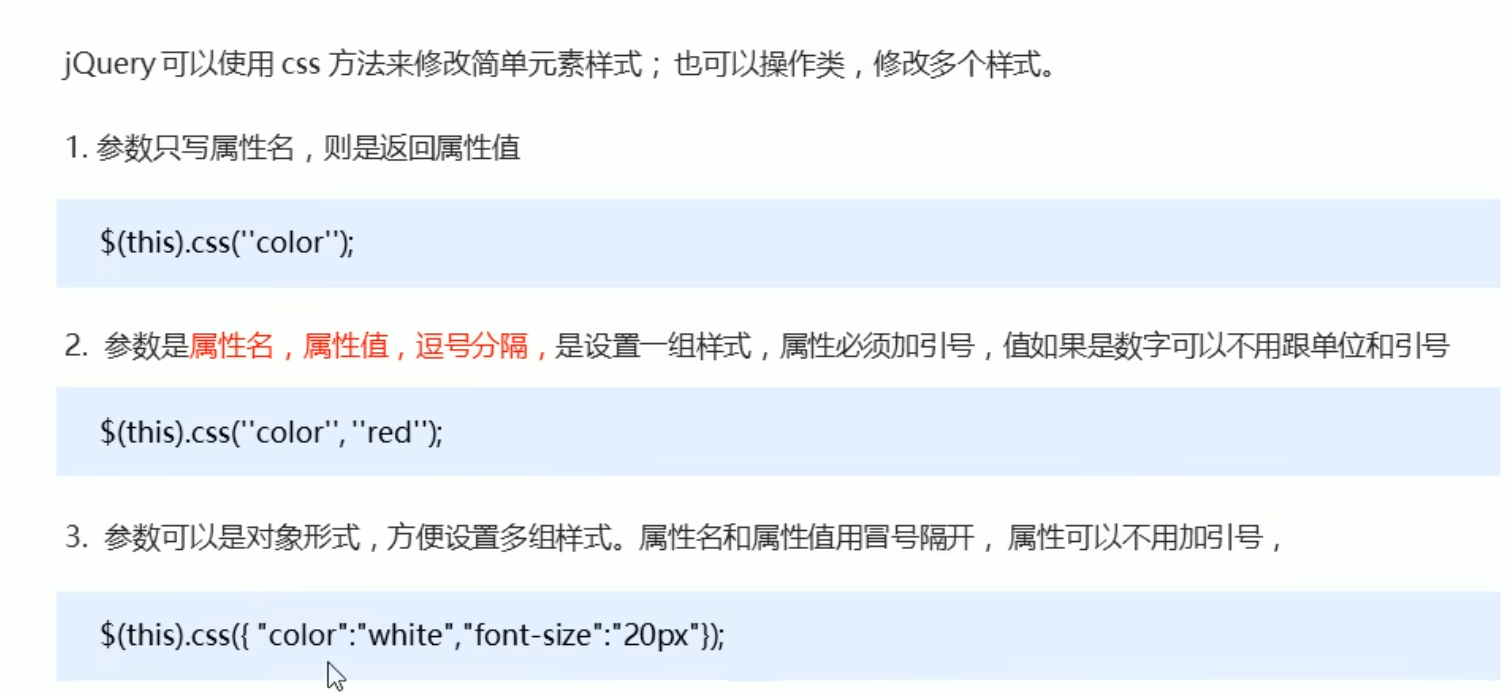 jQuery 可以使用 css 方法来修改简单元素样式； 也可以操作类，修改多个样式。
1. 参数只写属性名，则是返回属性值
$(this).css(''color'');
2. 参数是属性名，属性值，逗号分隔，是设置一组样式，属性必须加引号，值如果是数字可以不用跟单位和引号
$(this).css(''color'', ''red'');
3. 参数可以是对象形式，方便设置多组样式。属性名和属性值用冒号隔开， 属性可以不用加引号，
$(this).css({ "color":"white","font-size":"20px"});